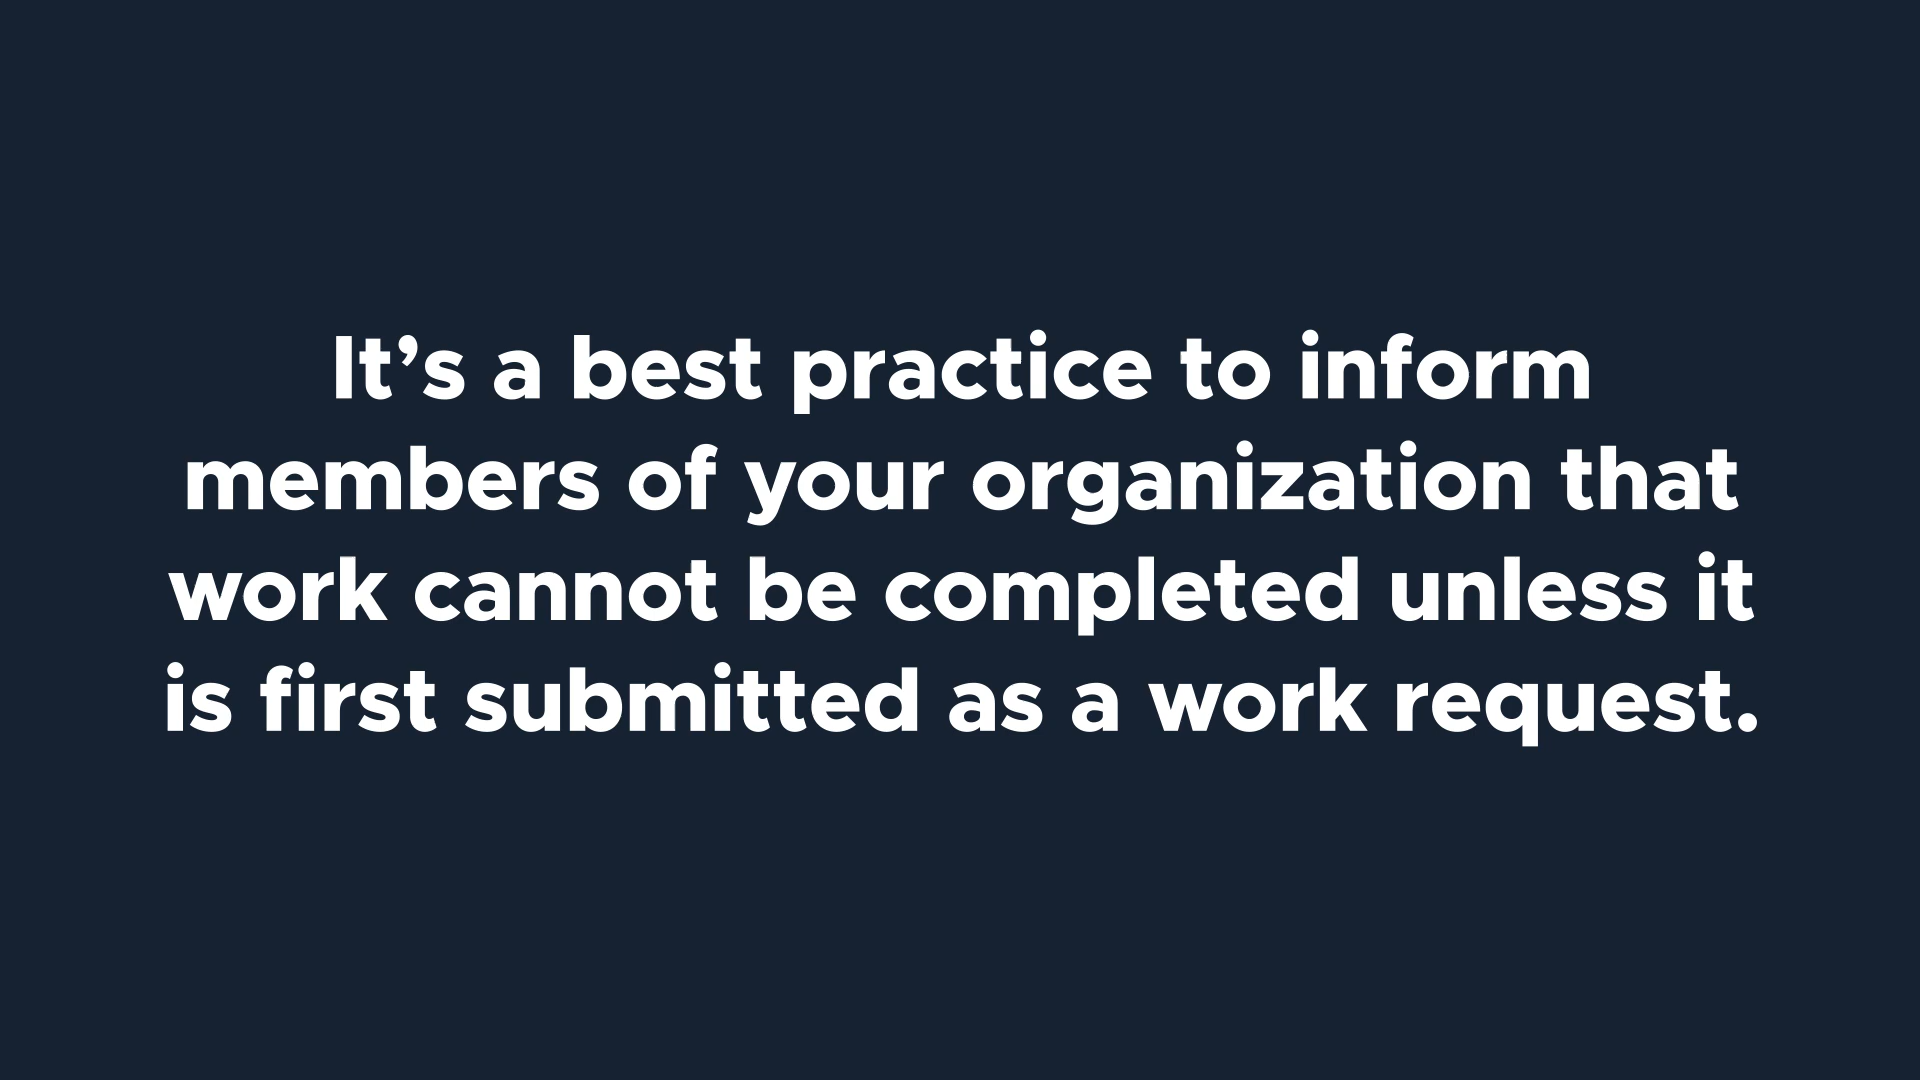 It’s a best practice to inform
members of your organization that
work cannot be completed unless it
is first submitted as a work request.